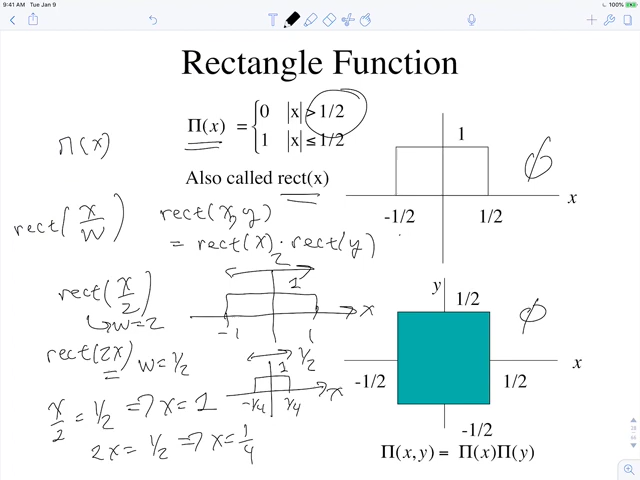 9:41 AM Tue Jan 9
100%
Rectangle Function
Π(x) = { 0 |x| > 1/2
1 |x| ≤ 1/2
Also called rect(x)
Π(x)
rect(x/W)
rect(x,y)
= rect(x) · rect(y)
rect(x/2)
↳ W=2
2
1
-1 1 x
rect(2x) W=1/2
1/2
1
-1/4 1/4 x
x/2 = 1/2 => x = 1
2x = 1/2 => x = 1/4
1
-1/2 1/2 x
ϕ
y
1/2
ϕ
-1/2 1/2 x
-1/2
Π(x,y) = Π(x)Π(y)